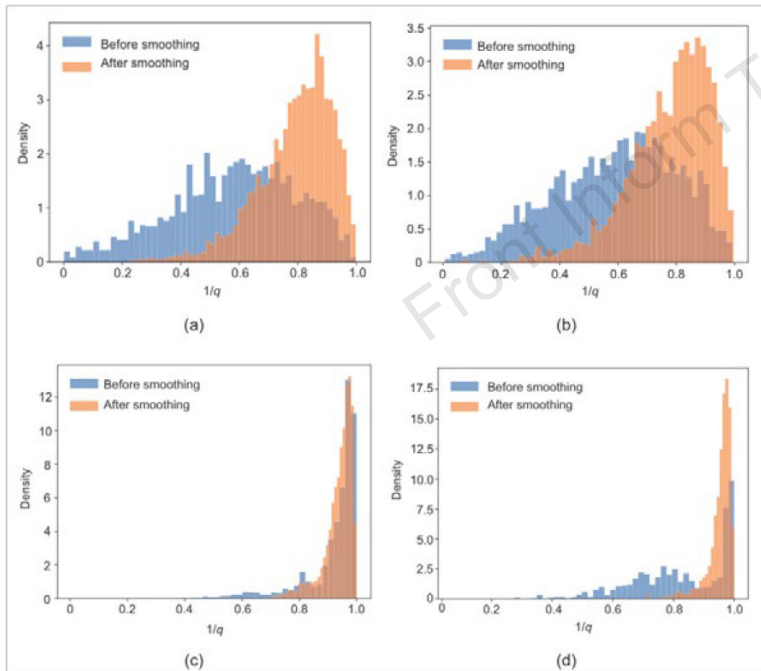 Before smoothing
After smoothing
4
3
2
1
0
Density
0 0.2 0.4 0.6 0.8 1.0
1/q
(a)
Before smoothing
After smoothing
3.5
3.0
2.5
2.0
1.5
1.0
0.5
0
Density
0 0.2 0.4 0.6 0.8 1.0
1/q
(b)
Front Inform T
Before smoothing
After smoothing
12
10
8
6
4
2
0
Density
0 0.2 0.4 0.6 0.8 1.0
1/q
(c)
Before smoothing
After smoothing
17.5
15.0
12.5
10.0
7.5
5.0
2.5
0
Density
0 0.2 0.4 0.6 0.8 1.0
1/q
(d)